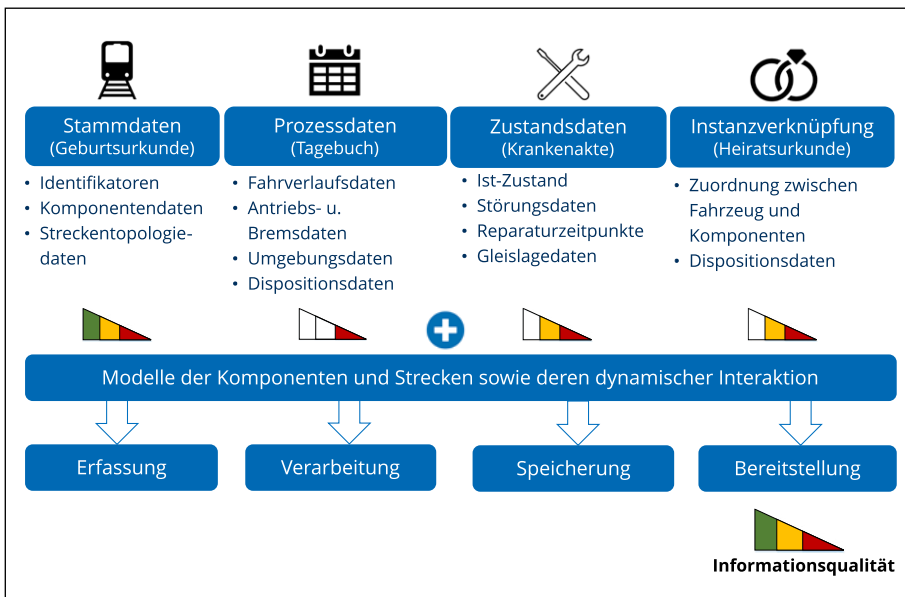 Stammdaten
(Geburtsurkunde)
• Identifikatoren
• Komponentendaten
• Streckentopologie-
daten
Prozessdaten
(Tagebuch)
• Fahrverlaufsdaten
• Antriebs- u.
Bremsdaten
• Umgebungsdaten
• Dispositionsdaten
Zustandsdaten
(Krankenakte)
• Ist-Zustand
• Störungsdaten
• Reparaturzeitpunkte
• Gleislagedaten
Instanzverknüpfung
(Heiratsurkunde)
• Zuordnung zwischen
Fahrzeug und
Komponenten
• Dispositionsdaten
Modelle der Komponenten und Strecken sowie deren dynamischer Interaktion
Erfassung
Verarbeitung
Speicherung
Bereitstellung
Informationsqualität